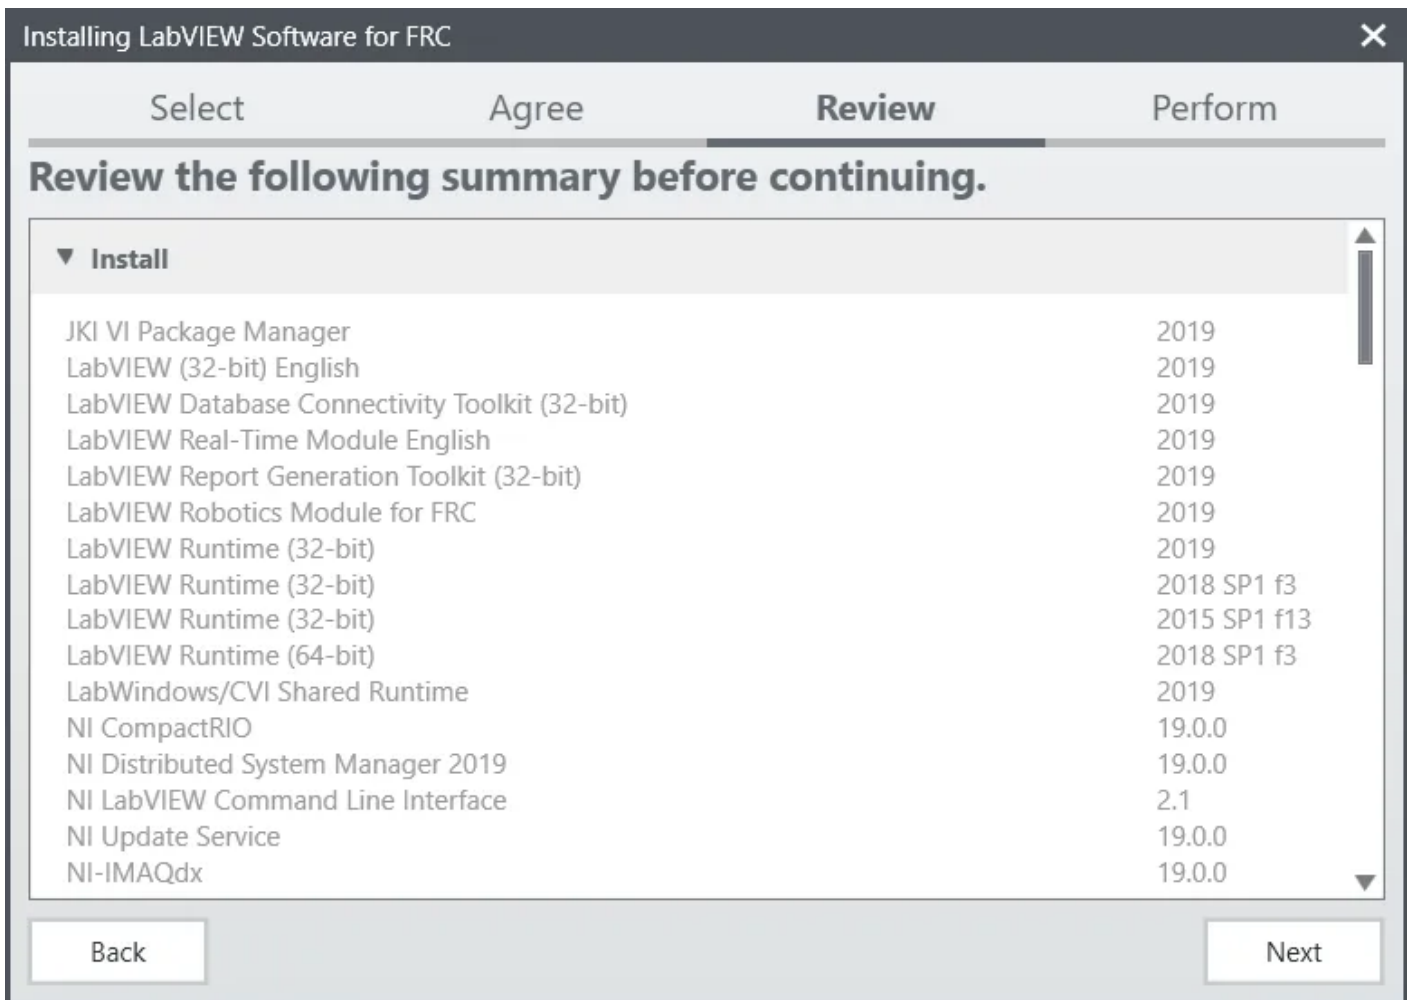 Installing LabVIEW Software for FRC
Select Agree Review Perform
Review the following summary before continuing.
Install
JKI VI Package Manager 2019
LabVIEW (32-bit) English 2019
LabVIEW Database Connectivity Toolkit (32-bit) 2019
LabVIEW Real-Time Module English 2019
LabVIEW Report Generation Toolkit (32-bit) 2019
LabVIEW Robotics Module for FRC 2019
LabVIEW Runtime (32-bit) 2019
LabVIEW Runtime (32-bit) 2018 SP1 f3
LabVIEW Runtime (32-bit) 2015 SP1 f13
LabVIEW Runtime (64-bit) 2018 SP1 f3
LabWindows/CVI Shared Runtime 2019
NI CompactRIO 19.0.0
NI Distributed System Manager 2019 19.0.0
NI LabVIEW Command Line Interface 2.1
NI Update Service 19.0.0
NI-IMAQdx 19.0.0
Back Next